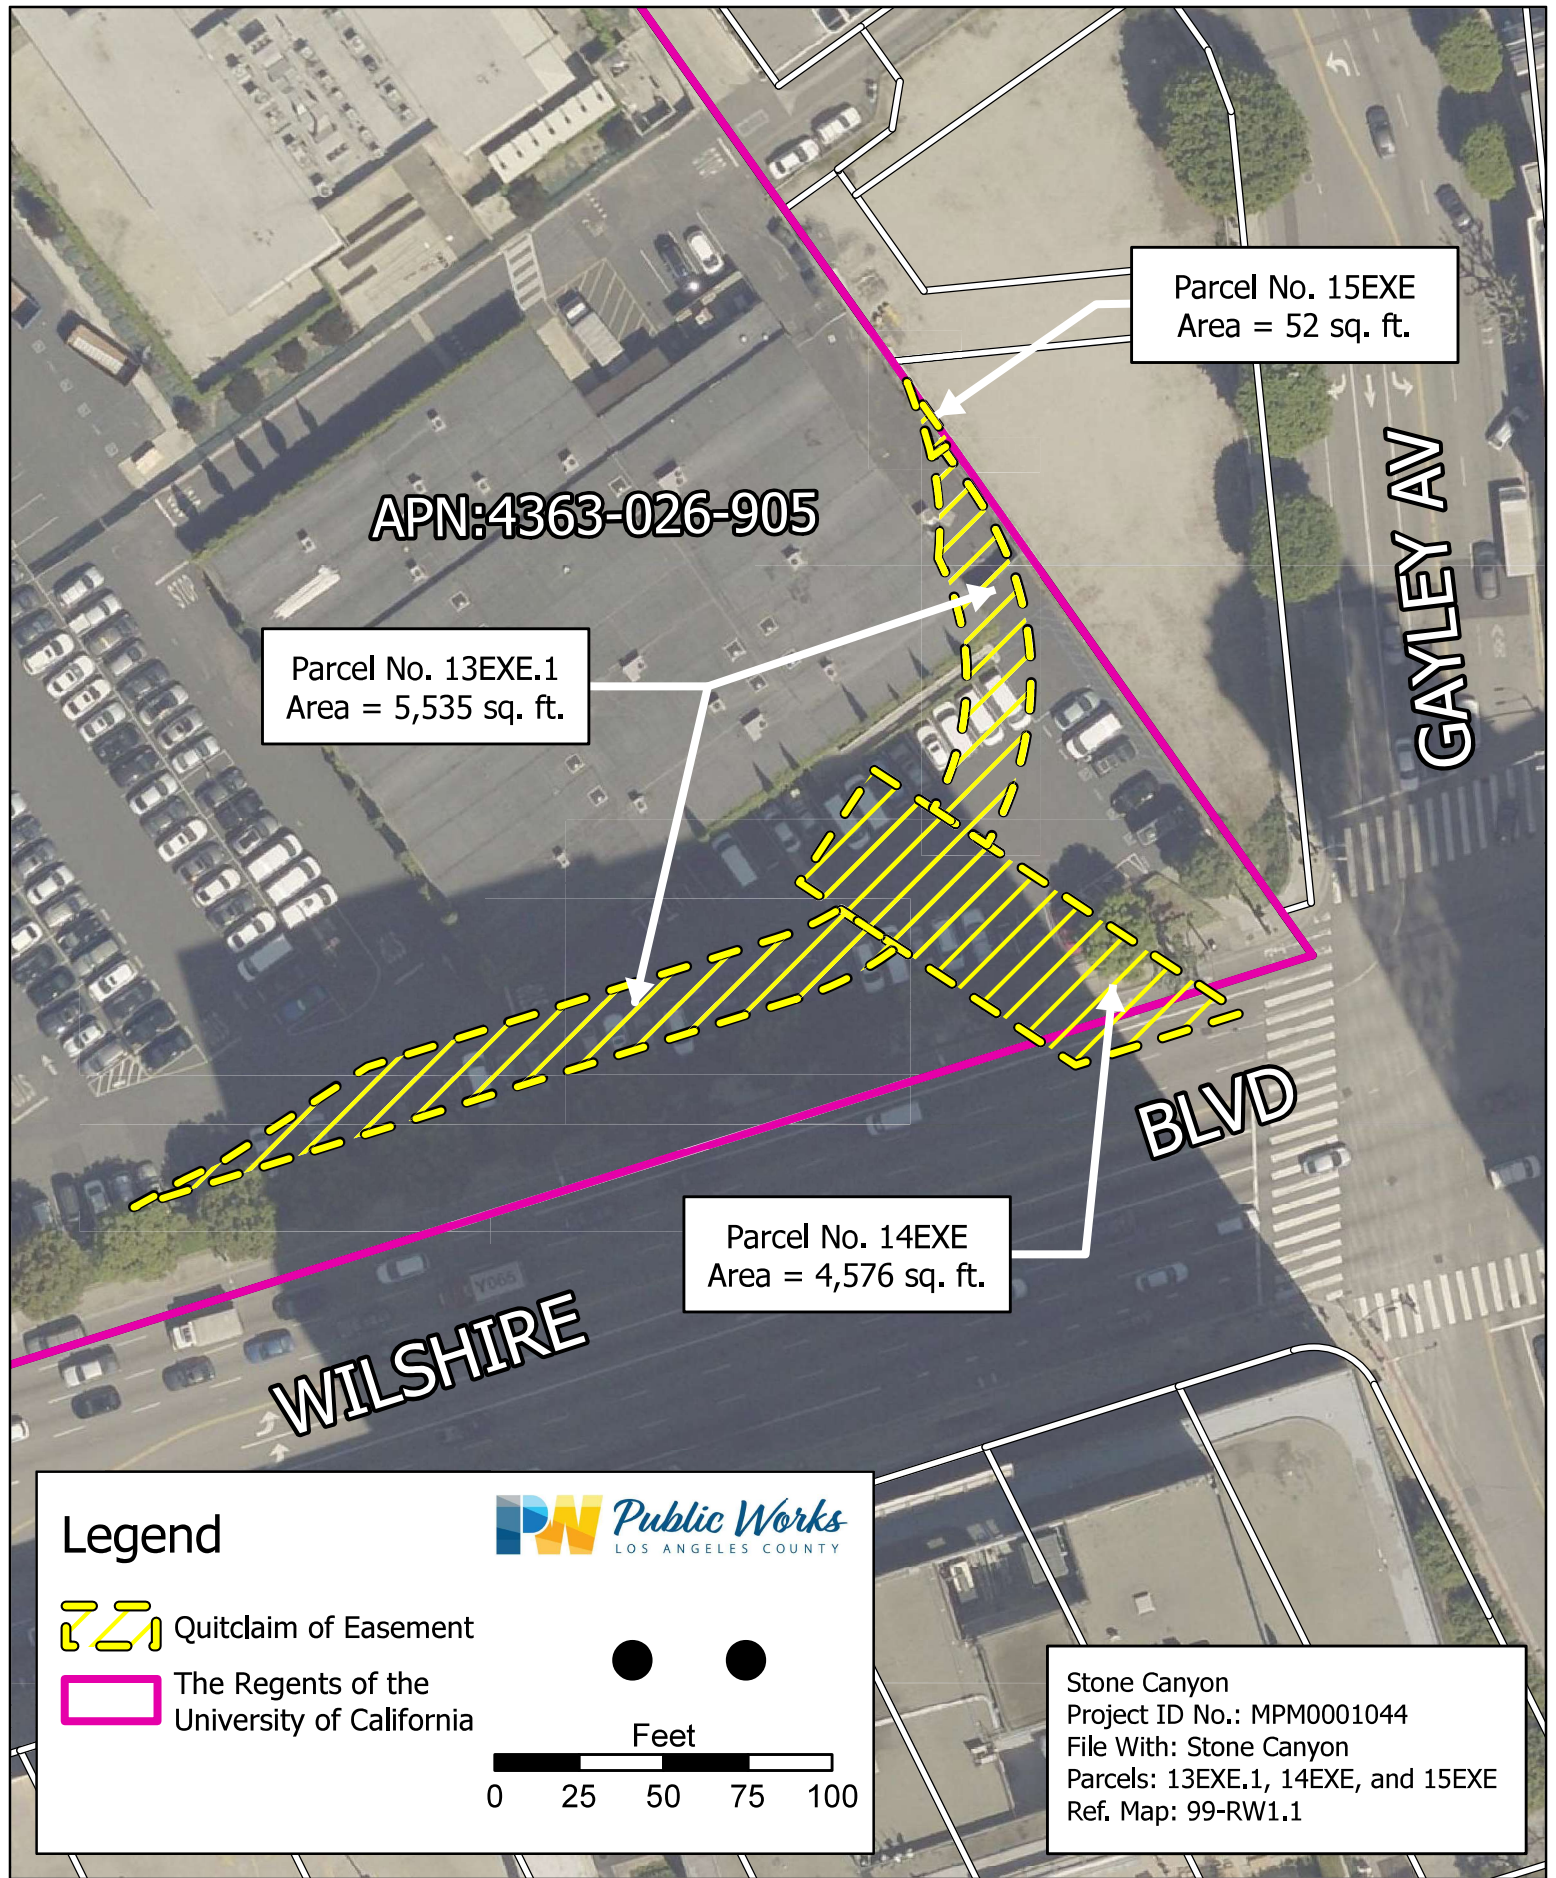 Parcel No. 15EXE
Area = 52 sq. ft.
GAYLEY AV
APN:4363-026-905
Parcel No. 13EXE.1
Area = 5,535 sq. ft.
Parcel No. 14EXE
Area = 4,576 sq. ft.
WILSHIRE BLVD
Legend
PW Public Works
LOS ANGELES COUNTY
Quitclaim of Easement
The Regents of the
University of California
Feet
0 25 50 75 100
Stone Canyon
Project ID No.: MPM0001044
File With: Stone Canyon
Parcels: 13EXE.1, 14EXE, and 15EXE
Ref. Map: 99-RW1.1